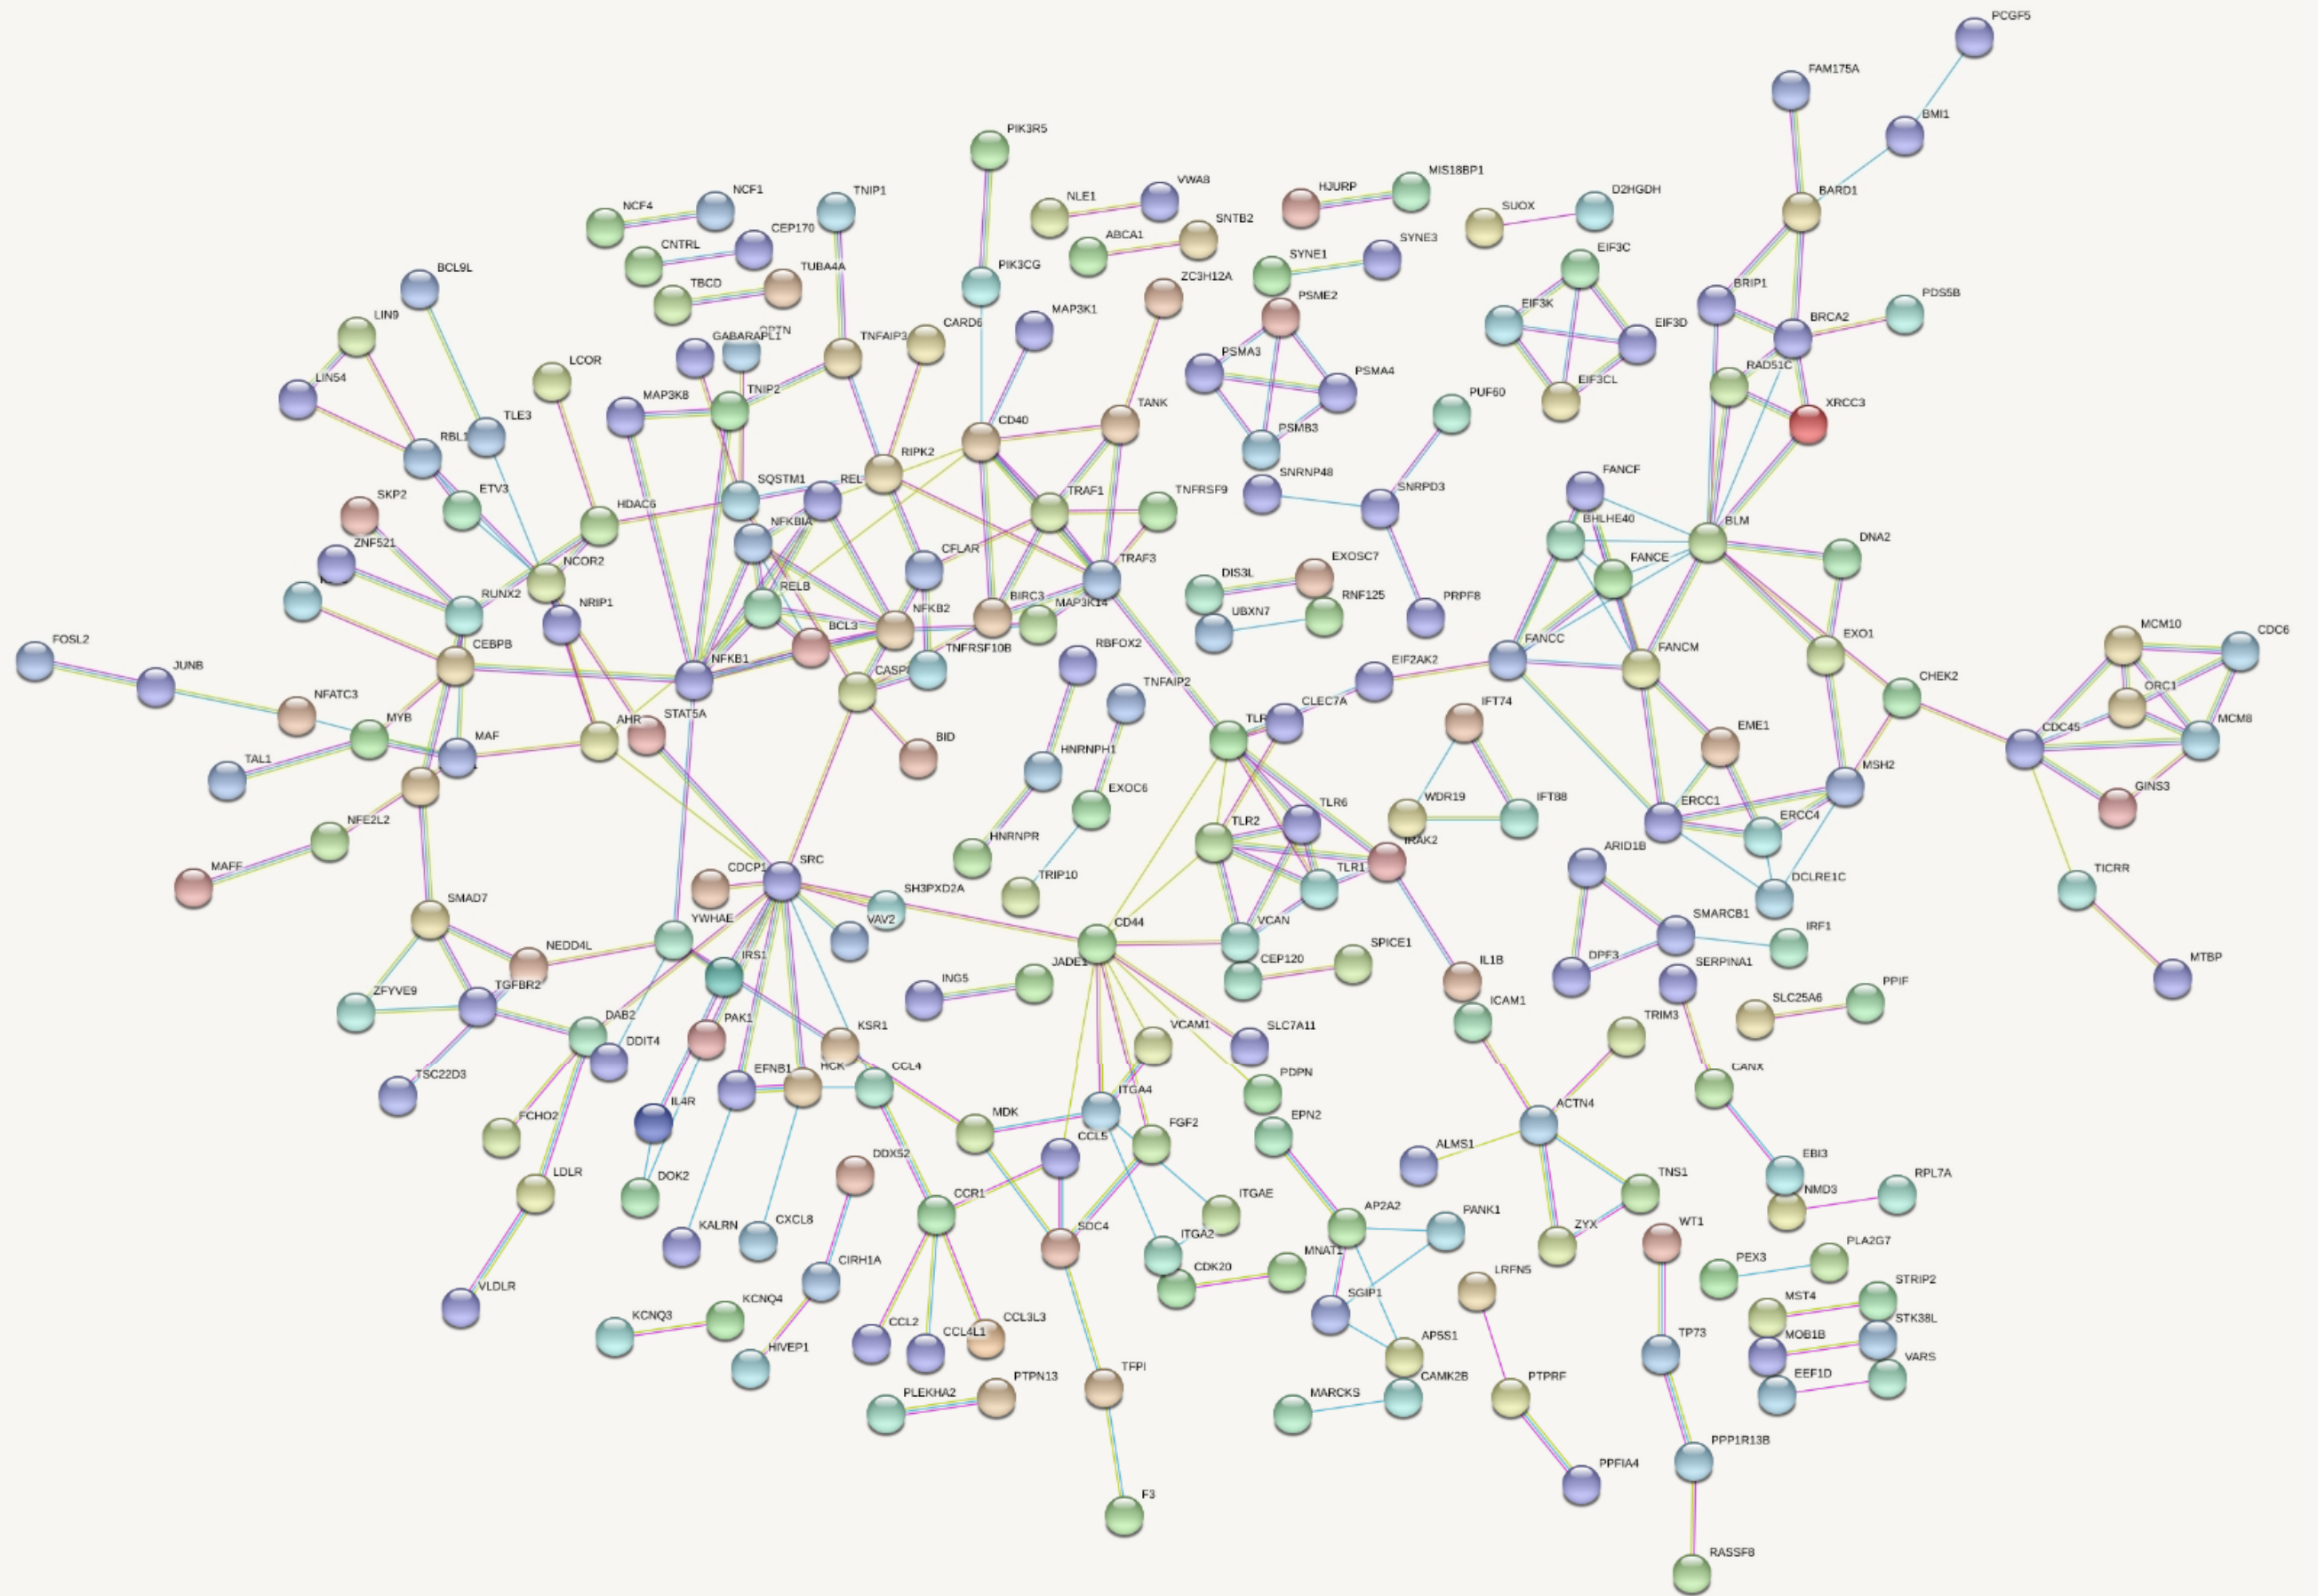 PCGF5
FAM175A
BMI1
PIK3R5
BARD1
MIS18BP1
HJURP
VWA8
NLE1
D2HGDH
SUOX
NCF1
NCF4
TNIP1
SNTB2
ABCA1
CEP170
CNTRL
SYNE3
SYNE1
EIF3C
TUBA4A
TBCD
BCL9L
PIK3CG
ZC3H12A
BRIP1
PDS5B
PSME2
EIF3K
MAP3K1
LIN9
BRCA2
EIF3D
CARD6
OPTN
GABARAPL1
TNFAIP3
PSMA3
RAD51C
LCOR
PSMA4
EIF3CL
LIN54
TNIP2
MAP3K8
PUF60
TANK
XRCC3
TLE3
CD40
PSMB3
RBL1
RIPK2
SNRNP48
FANCF
SQSTM1
REL
SNRPD3
ETV3
SKP2
TRAF1
TNFRSF9
HDAC6
BHLHE40
BLM
NFKBIA
DNA2
ZNF521
CFLAR
EXOSC7
FANCE
TRAF3
NCOR2
DIS3L
RELB
RUNX2
BIRC3
MAP3K14
RNF125
NRIP1
UBXN7
PRPF8
NFKB2
BCL3
MCM10
CDC6
FOSL2
CEBPB
RBFOX2
FANCC
EXO1
TNFRSF10B
NFKB1
FANCM
JUNB
EIF2AK2
CHEK2
TNFAIP2
ORC1
NFATC3
CLEC7A
IFT74
STAT5A
MYB
AHR
MCM8
CDC45
MAF
BID
EME1
HNRNPH1
TAL1
MSH2
EXOC6
GINS3
TLR6
WDR19
IFT88
ERCC1
ERCC4
NFE2L2
TLR2
HNRNPR
IRAK2
ARID1B
MAFF
CDCP1
SRC
TLR1
TRIP10
SH3PXD2A
DCLRE1C
TICRR
SMAD7
YWHAE
VAV2
CD44
VCAN
SMARCB1
IRF1
SPICE1
NEDD4L
IRS1
JADE1
CEP120
IL1B
DPF3
SERPINA1
MTBP
ING5
ZFYVE9
TGFBR2
ICAM1
SLC25A6
PPIF
DAB2
PAK1
KSR1
VCAM1
SLC7A11
TRIM3
DDIT4
TSC22D3
EFNB1
HCK
CCL4
PDPN
CANX
ITGA4
IL4R
FCHO2
MDK
FGF2
EPN2
ACTN4
CCL5
ALMS1
DDX52
EBI3
LDLR
DOK2
TNS1
RPL7A
NMD3
CCR1
ITGAE
AP2A2
PANK1
KALRN
CXCL8
SDC4
ZYX
WT1
ITGA2
CIRH1A
MNAT1
CDK20
PEX3
PLA2G7
LRFN5
VLDLR
SGIP1
STRIP2
MST4
KCNQ4
KCNQ3
CCL2
CCL4L1
CCL3L3
STK38L
TP73
MOB1B
HIVEP1
AP5S1
VARS
EEF1D
TFPI
PTPN13
PLEKHA2
CAMK2B
MARCKS
PTPRF
PPP1R13B
PPFIA4
F3
RASSF8